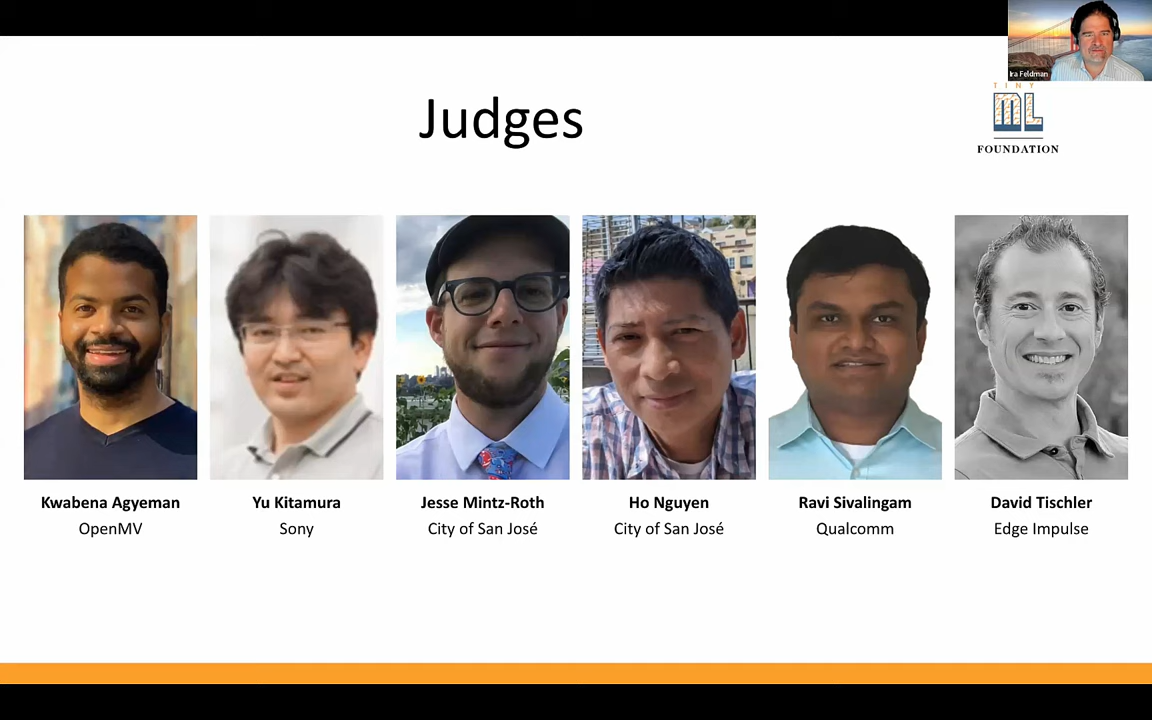 Ira Feldman
Judges
TINY
ML
FOUNDATION
Kwabena Agyeman
OpenMV
Yu Kitamura
Sony
Jesse Mintz-Roth
City of San José
Ho Nguyen
City of San José
Ravi Sivalingam
Qualcomm
David Tischler
Edge Impulse